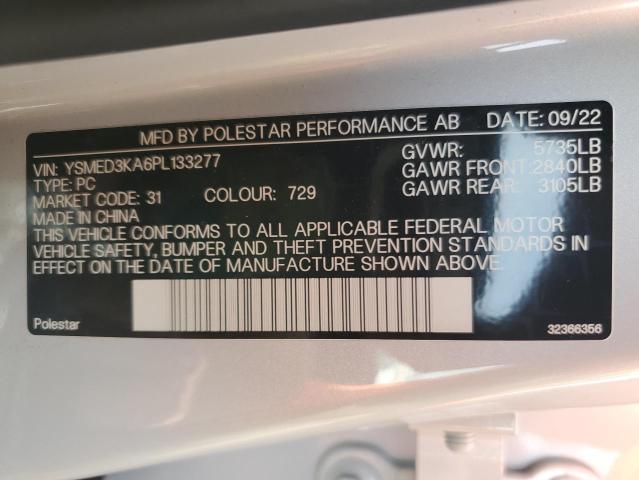 MFD BY POLESTAR PERFORMANCE AB DATE: 09/22
VIN: YSMED3KA6PL133277 GVWR: 5735LB
TYPE: PC GAWR FRONT: 2840LB
MARKET CODE: 31 COLOUR: 729 GAWR REAR: 3105LB
MADE IN CHINA
THIS VEHICLE CONFORMS TO ALL APPLICABLE FEDERAL MOTOR
VEHICLE SAFETY, BUMPER AND THEFT PREVENTION STANDARDS IN
EFFECT ON THE DATE OF MANUFACTURE SHOWN ABOVE.
Polestar 32366356